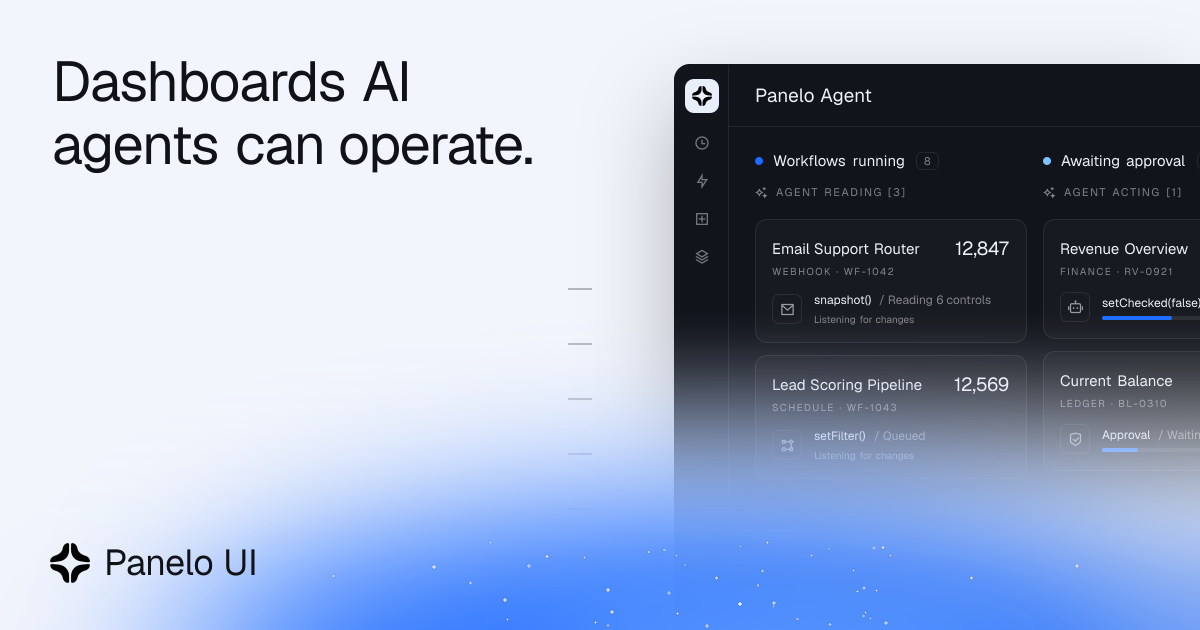 Dashboards AI
agents can operate.
Panelo Agent
Workflows running 8
AGENT READING [3]
Email Support Router 12,847
WEBHOOK · WF-1042
snapshot() / Reading 6 controls
Listening for changes
Lead Scoring Pipeline 12,569
SCHEDULE · WF-1043
setFilter() / Queued
Listening for changes
Awaiting approval
AGENT ACTING [1]
Revenue Overview
FINANCE · RV-0921
setChecked(false)
Current Balance
LEDGER · BL-0310
Approval / Waitin
Panelo UI